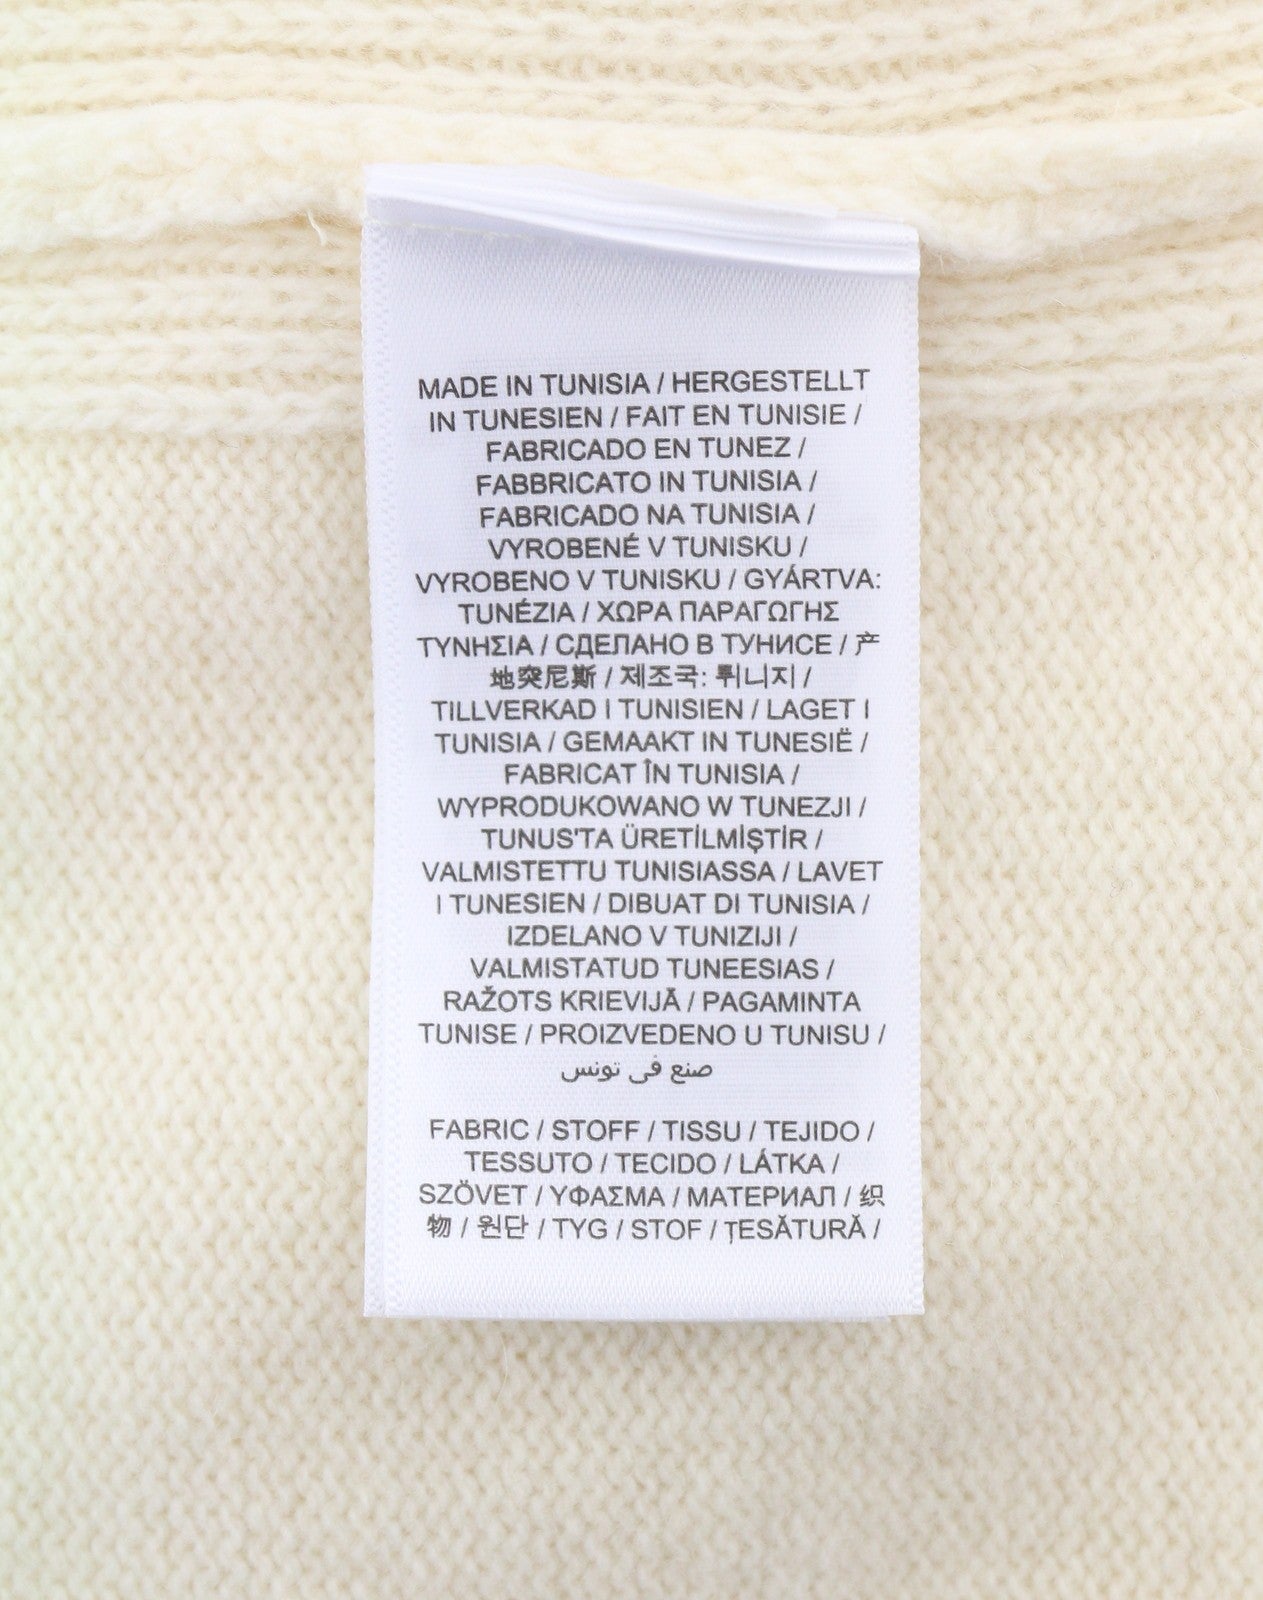 MADE IN TUNISIA / HERGESTELLT
IN TUNESIEN / FAIT EN TUNISIE /
FABRICADO EN TUNEZ /
FABBRICATO IN TUNISIA /
FABRICADO NA TUNISIA /
VYROBENÉ V TUNISKU /
VYROBENO V TUNISKU / GYÁRTVA:
TUNÉZIA / ΧΩΡΑ ΠΑΡΑΓΩΓΗΣ
ΤΥΝΗΣΙΑ / СДЕЛАНО В ТУНИСЕ / 产
地突尼斯 / 제조국: 튀니지 /
TILLVERKAD I TUNISIEN / LAGET I
TUNISIA / GEMAAKT IN TUNESIË /
FABRICAT ÎN TUNISIA /
WYPRODUKOWANO W TUNEZJI /
TUNUS'TA ÜRETİLMİŞTİR /
VALMISTETTU TUNISIASSA / LAVET
I TUNESIEN / DIBUAT DI TUNISIA /
IZDELANO V TUNIZIJI /
VALMISTATUD TUNEESIAS /
RAŽOTS KRIEVIJĀ / PAGAMINTA
TUNISE / PROIZVEDENO U TUNISU /
صنع في تونس
FABRIC / STOFF / TISSU / TEJIDO /
TESSUTO / TECIDO / LÁTKA /
SZÖVET / ΥΦΑΣΜΑ / МАТЕРИАЛ / 织
物 / 원단 / TYG / STOF / ȚESĂTURĂ /